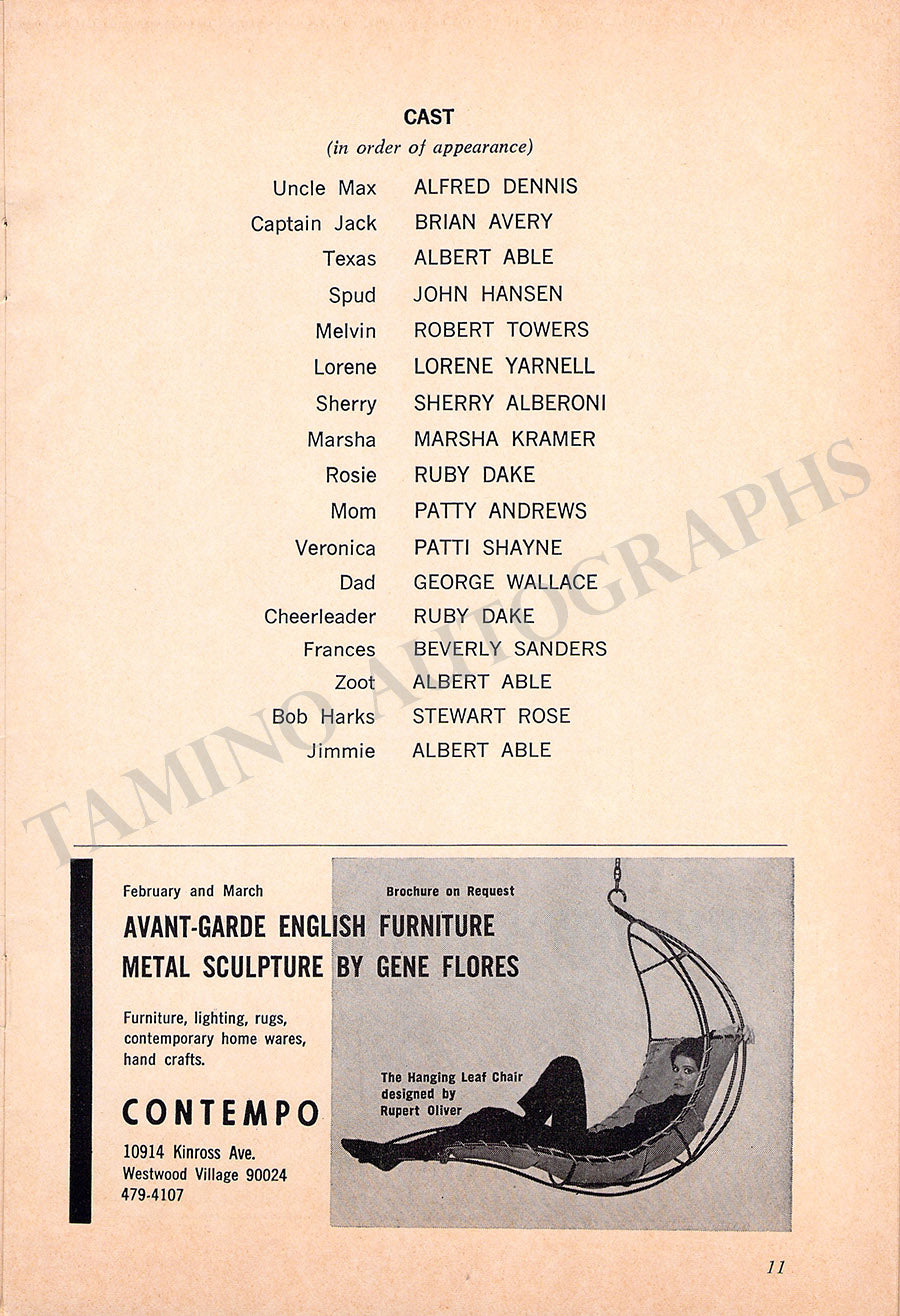 CAST
(in order of appearance)
Uncle Max ALFRED DENNIS
Captain Jack BRIAN AVERY
Texas ALBERT ABLE
Spud JOHN HANSEN
Melvin ROBERT TOWERS
Lorene LORENE YARNELL
Sherry SHERRY ALBERONI
Marsha MARSHA KRAMER
Rosie RUBY DAKE
Mom PATTY ANDREWS
Veronica PATTI SHAYNE
Dad GEORGE WALLACE
Cheerleader RUBY DAKE
Frances BEVERLY SANDERS
Zoot ALBERT ABLE
Bob Harks STEWART ROSE
Jimmie ALBERT ABLE
TAMINO AUTOGRAPHS
February and March
Brochure on Request
AVANT-GARDE ENGLISH FURNITURE
METAL SCULPTURE BY GENE FLORES
Furniture, lighting, rugs,
contemporary home wares,
hand crafts.
The Hanging Leaf Chair
designed by
Rupert Oliver
CONTEMPO
10914 Kinross Ave.
Westwood Village 90024
479-4107
11